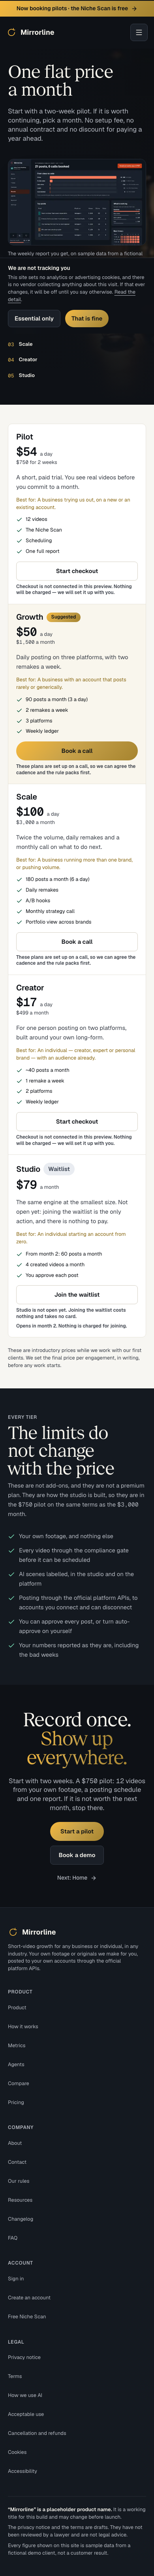 Now booking pilots · the Niche Scan is free →
Mirrorline
One flat price
a month
Start with a two-week pilot. If it is worth
continuing, pick a month. No setup fee, no
annual contract and no discount for paying a
year ahead.
The weekly report you get, on sample data from a fictional
We are not tracking you
This site sets no analytics or advertising cookies, and there
is no vendor collecting anything about your visit. If that ever
changes, it will be off until you say otherwise. Read the
detail.
Essential only
That is fine
03 Scale
04 Creator
05 Studio
Pilot
$54 a day
$750 for 2 weeks
A short, paid trial. You see real videos before
you commit to a month.
Best for: A business trying us out, on a new or an
existing account.
12 videos
The Niche Scan
Scheduling
One full report
Start checkout
Checkout is not connected in this preview. Nothing
will be charged — we will set it up with you.
Growth Suggested
$50 a day
$1,500 a month
Daily posting on three platforms, with two
remakes a week.
Best for: A business with an account that posts
rarely or generically.
90 posts a month (3 a day)
2 remakes a week
3 platforms
Weekly ledger
Book a call
These plans are set up on a call, so we can agree the
cadence and the rule packs first.
Scale
$100 a day
$3,000 a month
Twice the volume, daily remakes and a
monthly call on what to do next.
Best for: A business running more than one brand,
or pushing volume.
180 posts a month (6 a day)
Daily remakes
A/B hooks
Monthly strategy call
Portfolio view across brands
Book a call
These plans are set up on a call, so we can agree the
cadence and the rule packs first.
Creator
$17 a day
$499 a month
For one person posting on two platforms,
built around your own long-form.
Best for: An individual — creator, expert or personal
brand — with an audience already.
~40 posts a month
1 remake a week
2 platforms
Weekly ledger
Start checkout
Checkout is not connected in this preview. Nothing
will be charged — we will set it up with you.
Studio Waitlist
$79 a month
The same engine at the smallest size. Not
open yet: joining the waitlist is the only
action, and there is nothing to pay.
Best for: An individual starting an account from
zero.
From month 2: 60 posts a month
4 created videos a month
You approve each post
Join the waitlist
Studio is not open yet. Joining the waitlist costs
nothing and takes no card.
Opens in month 2. Nothing is charged for joining.
These are introductory prices while we work with our first
clients. We set the final price per engagement, in writing,
before any work starts.
EVERY TIER
The limits do
not change
with the price
These are not add-ons, and they are not a premium
plan. They are how the studio is built, so they are in
the $750 pilot on the same terms as the $3,000 a
month.
Your own footage, and nothing else
Every video through the compliance gate
before it can be scheduled
AI scenes labelled, in the studio and on the
platform
Posting through the official platform APIs, to
accounts you connect and can disconnect
You can approve every post, or turn auto-
approve on yourself
Your numbers reported as they are, including
the bad weeks
Record once.
Show up
everywhere.
Start with two weeks. A $750 pilot: 12 videos
from your own footage, a posting schedule
and one report. If it is not worth the next
month, stop there.
Start a pilot
Book a demo
Next: Home →
Mirrorline
Short-video growth for any business or individual, in any
industry. Your own footage or originals we make for you,
posted to your own accounts through the official
platform APIs.
PRODUCT
Product
How it works
Metrics
Agents
Compare
Pricing
COMPANY
About
Contact
Our rules
Resources
Changelog
FAQ
ACCOUNT
Sign in
Create an account
Free Niche Scan
LEGAL
Privacy notice
Terms
How we use AI
Acceptable use
Cancellation and refunds
Cookies
Accessibility
“Mirrorline” is a placeholder product name. It is a working
title for this build and may change before launch.
The privacy notice and the terms are drafts. They have not
been reviewed by a lawyer and are not legal advice.
Every figure shown on this site is sample data from a
fictional demo client, not a customer result.